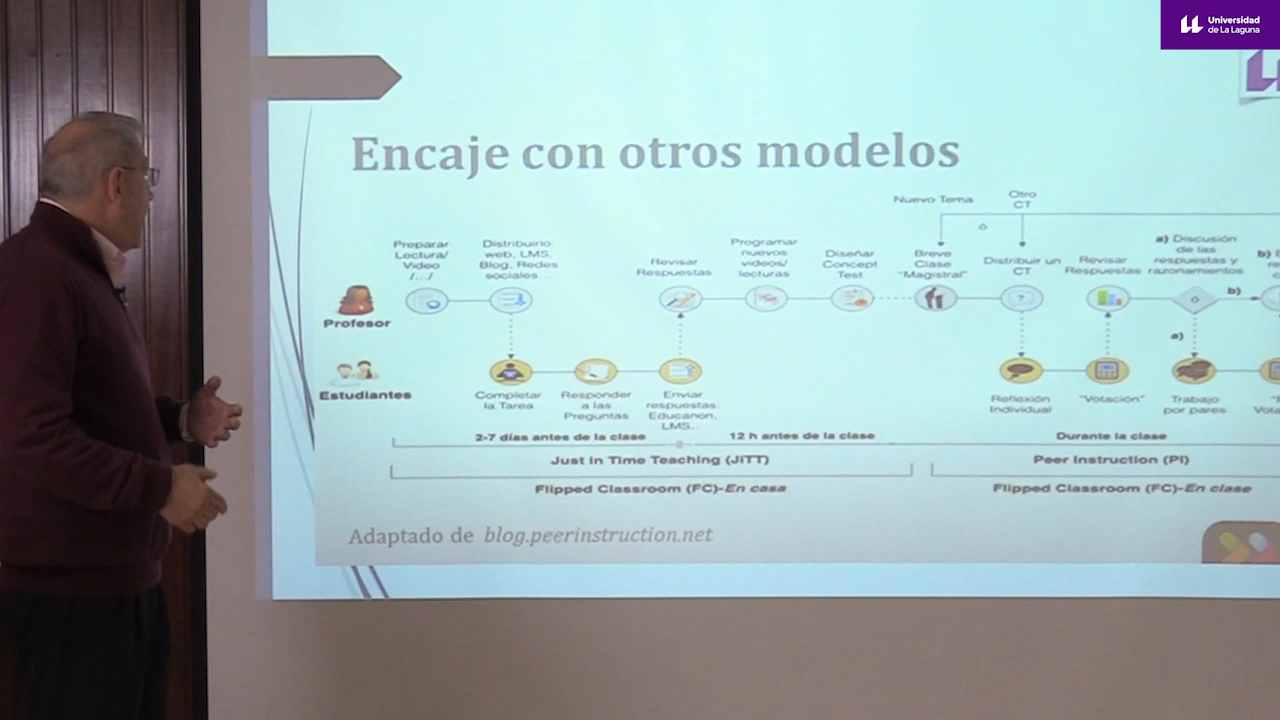 Universidad
de La Laguna
Encaje con otros modelos
Nuevo Tema
Otro
CT
ó
Preparar
Lectura/
Video
/.../
Distribuirlo:
web, LMS,
Blog, Redes
sociales...
Revisar
Respuestas
Programar
nuevos
videos/
lecturas
Diseñar
Concept
Test
Breve
Clase
"Magistral"
Distribuir un
CT
Revisar
Respuestas
a) Discusión
de las
respuestas y
razonamientos
b)
?
ó
b)
Profesor
a)
Estudiantes
Completar
la Tarea
Responder
a las
Preguntas
Enviar
respuestas:
Educanon,
LMS...
Reflexión
Individual
"Votación"
Trabajo
por pares
2-7 días antes de la clase
12 h antes de la clase
Durante la clase
Just in Time Teaching (JiTT)
Peer Instruction (PI)
Flipped Classroom (FC)-En casa
Flipped Classroom (FC)-En clase
Adaptado de blog.peerinstruction.net